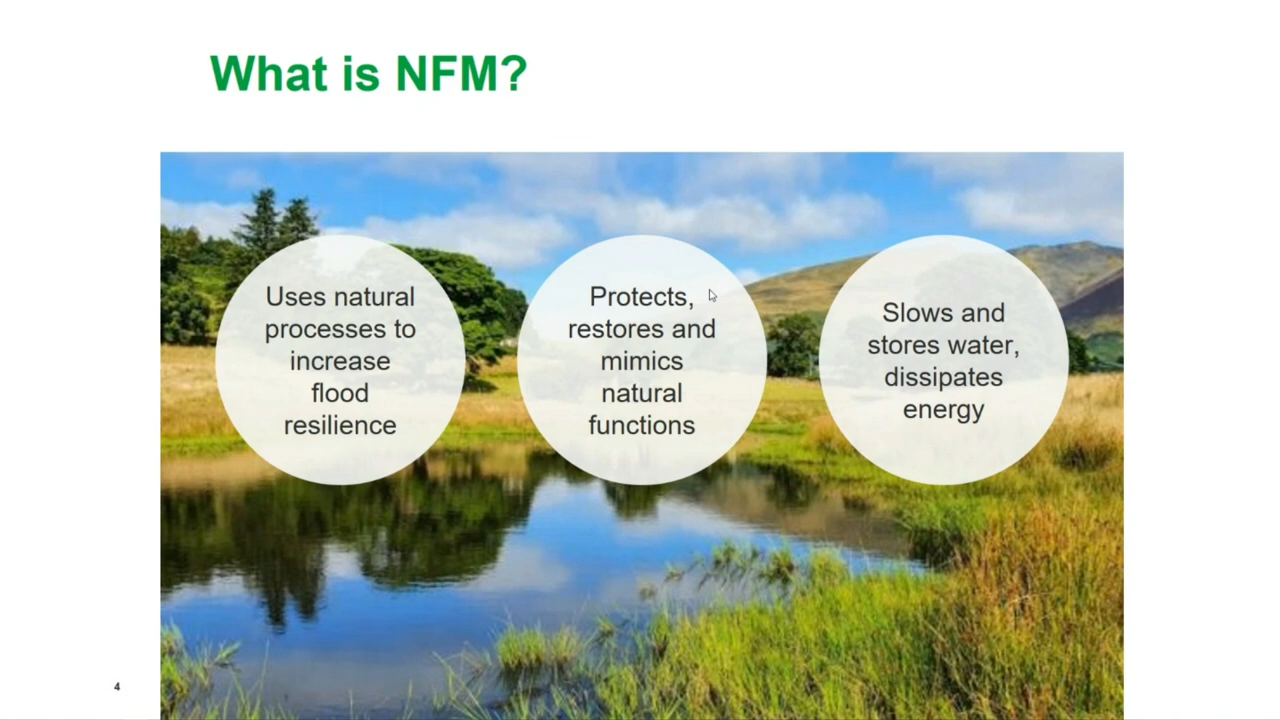 What is NFM?
Uses natural
processes to
increase
flood
resilience
Protects,
restores and
mimics
natural
functions
Slows and
stores water,
dissipates
energy
4